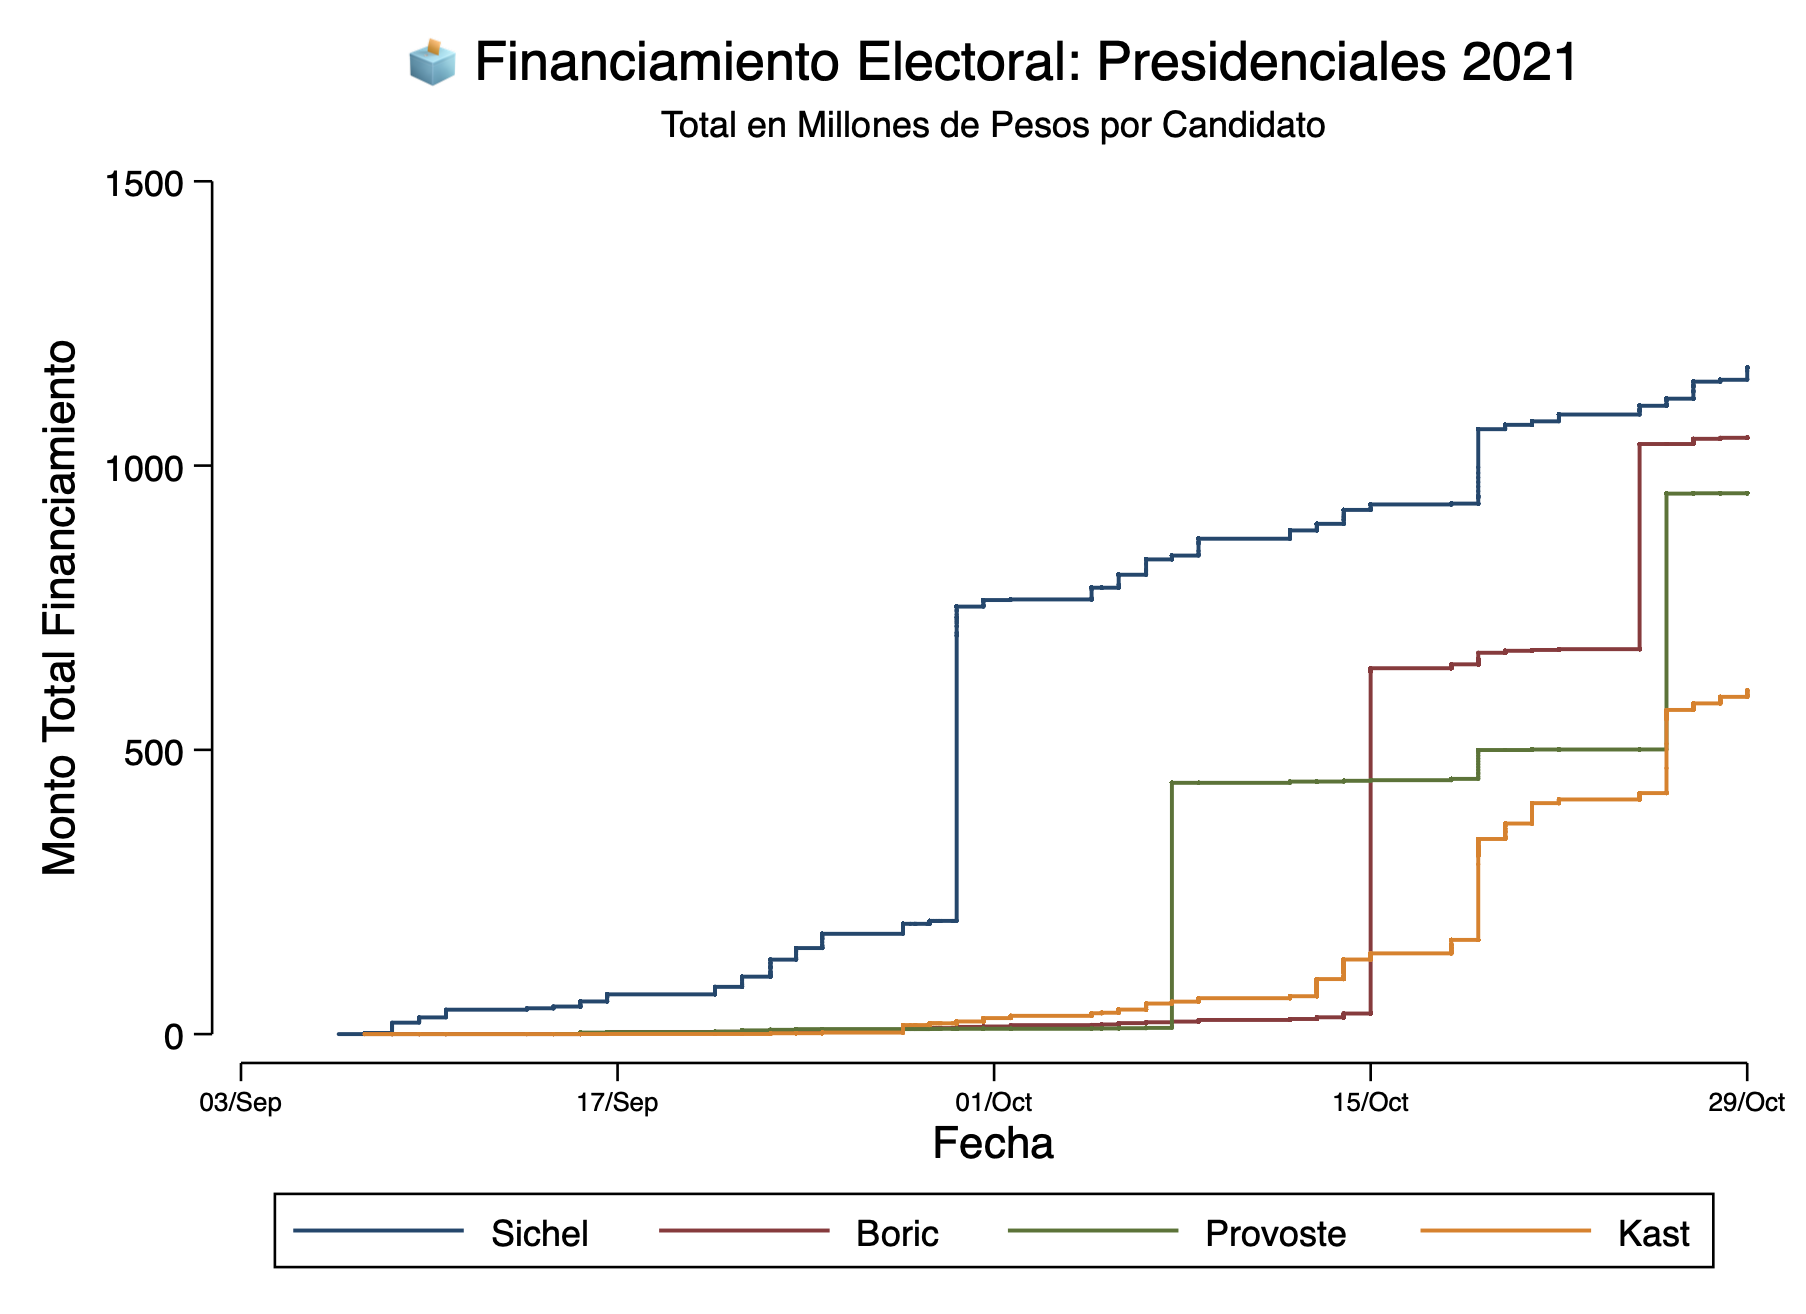 🗳️ Financiamiento Electoral: Presidenciales 2021
Total en Millones de Pesos por Candidato
Monto Total Financiamiento
1500
1000
500
0
03/Sep 17/Sep 01/Oct 15/Oct 29/Oct
Fecha
Sichel Boric Provoste Kast